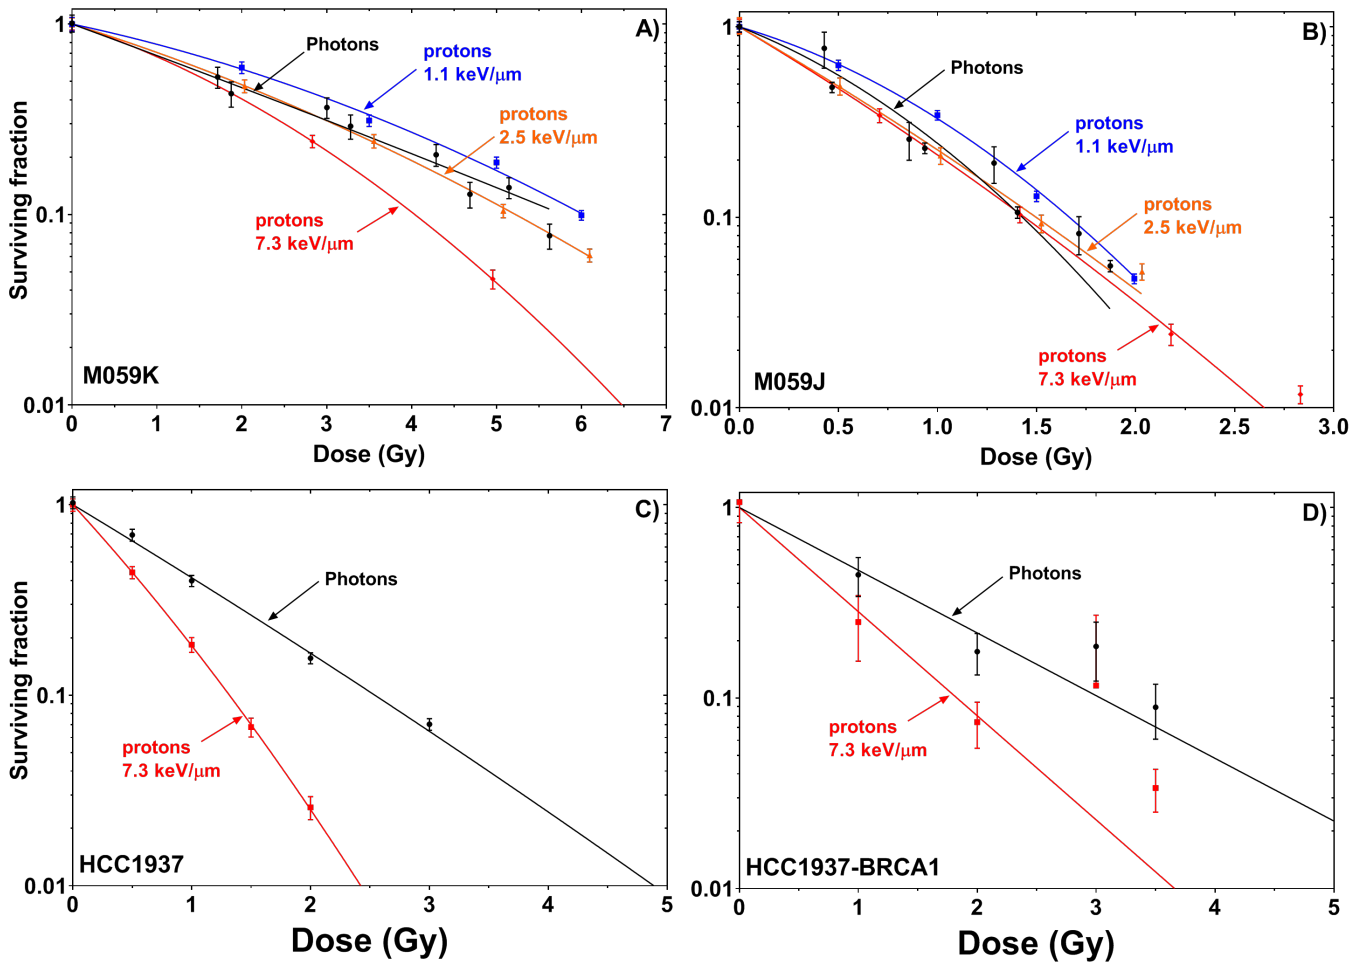 A)
Surviving fraction
1
0.1
0.01
Photons
protons
1.1 keV/μm
protons
2.5 keV/μm
protons
7.3 keV/μm
M059K
0 1 2 3 4 5 6 7
Dose (Gy)
B)
1
0.1
0.01
Photons
protons
1.1 keV/μm
protons
2.5 keV/μm
protons
7.3 keV/μm
M059J
0.0 0.5 1.0 1.5 2.0 2.5 3.0
Dose (Gy)
C)
Surviving fraction
1
0.1
0.01
Photons
protons
7.3 keV/μm
HCC1937
0 1 2 3 4 5
Dose (Gy)
D)
1
0.1
0.01
Photons
protons
7.3 keV/μm
HCC1937-BRCA1
0 1 2 3 4 5
Dose (Gy)